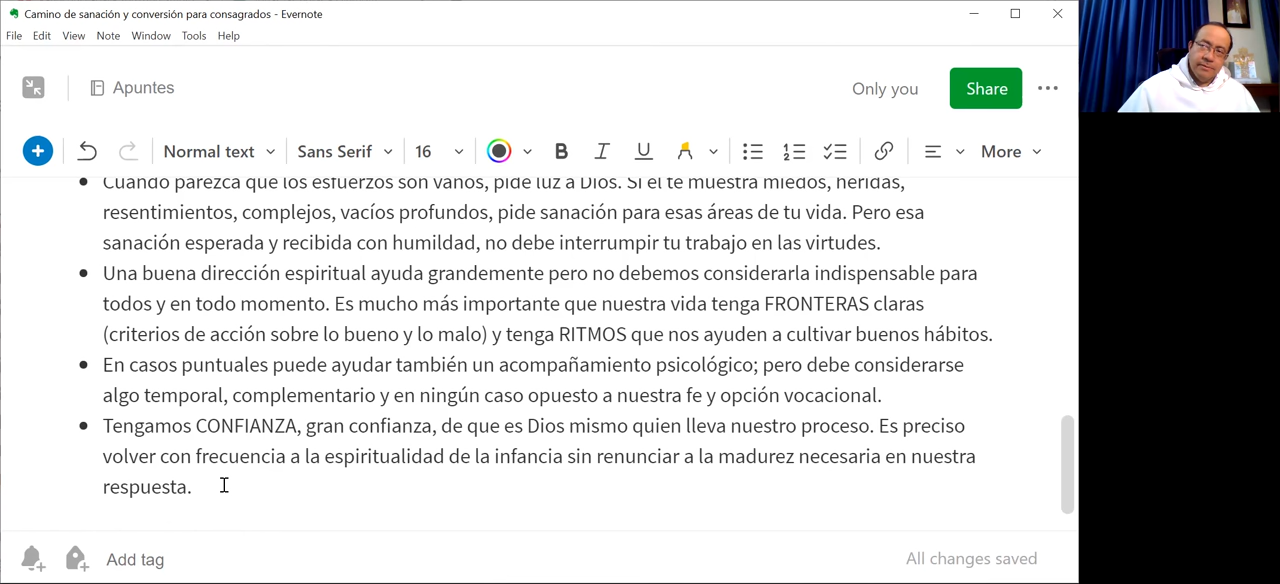 Camino de sanación y conversión para consagrados - Evernote
File Edit View Note Window Tools Help
Apuntes Only you Share
Normal text Sans Serif 16 B I U More
Cuando parezca que los esfuerzos son vanos, pide luz a Dios. Si él te muestra miedos, heridas,
resentimientos, complejos, vacíos profundos, pide sanación para esas áreas de tu vida. Pero esa
sanación esperada y recibida con humildad, no debe interrumpir tu trabajo en las virtudes.
Una buena dirección espiritual ayuda grandemente pero no debemos considerarla indispensable para
todos y en todo momento. Es mucho más importante que nuestra vida tenga FRONTERAS claras
(criterios de acción sobre lo bueno y lo malo) y tenga RITMOS que nos ayuden a cultivar buenos hábitos.
En casos puntuales puede ayudar también un acompañamiento psicológico; pero debe considerarse
algo temporal, complementario y en ningún caso opuesto a nuestra fe y opción vocacional.
Tengamos CONFIANZA, gran confianza, de que es Dios mismo quien lleva nuestro proceso. Es preciso
volver con frecuencia a la espiritualidad de la infancia sin renunciar a la madurez necesaria en nuestra
respuesta.
Add tag All changes saved